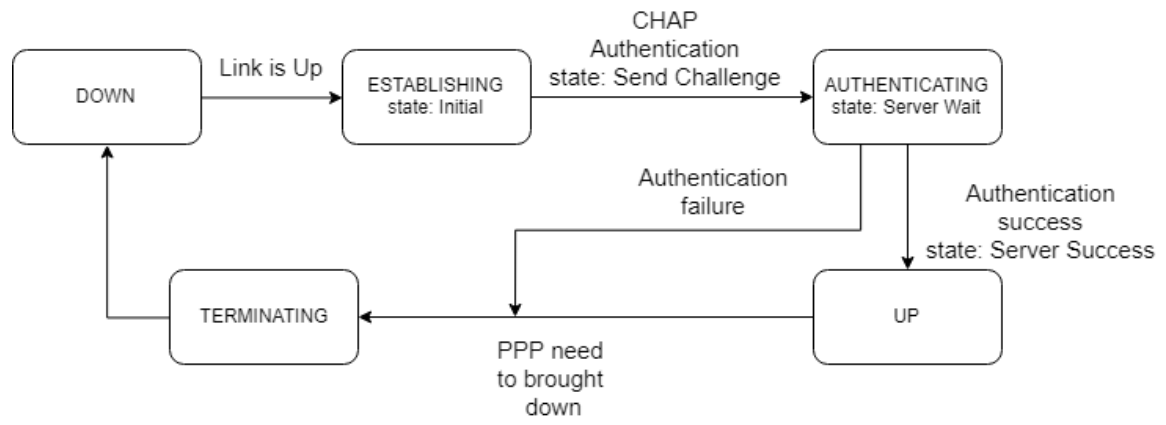 DOWN
Link is Up
ESTABLISHING
state: Initial
CHAP
Authentication
state: Send Challenge
AUTHENTICATING
state: Server Wait
Authentication
failure
Authentication
success
state: Server Success
TERMINATING
UP
PPP need
to brought
down